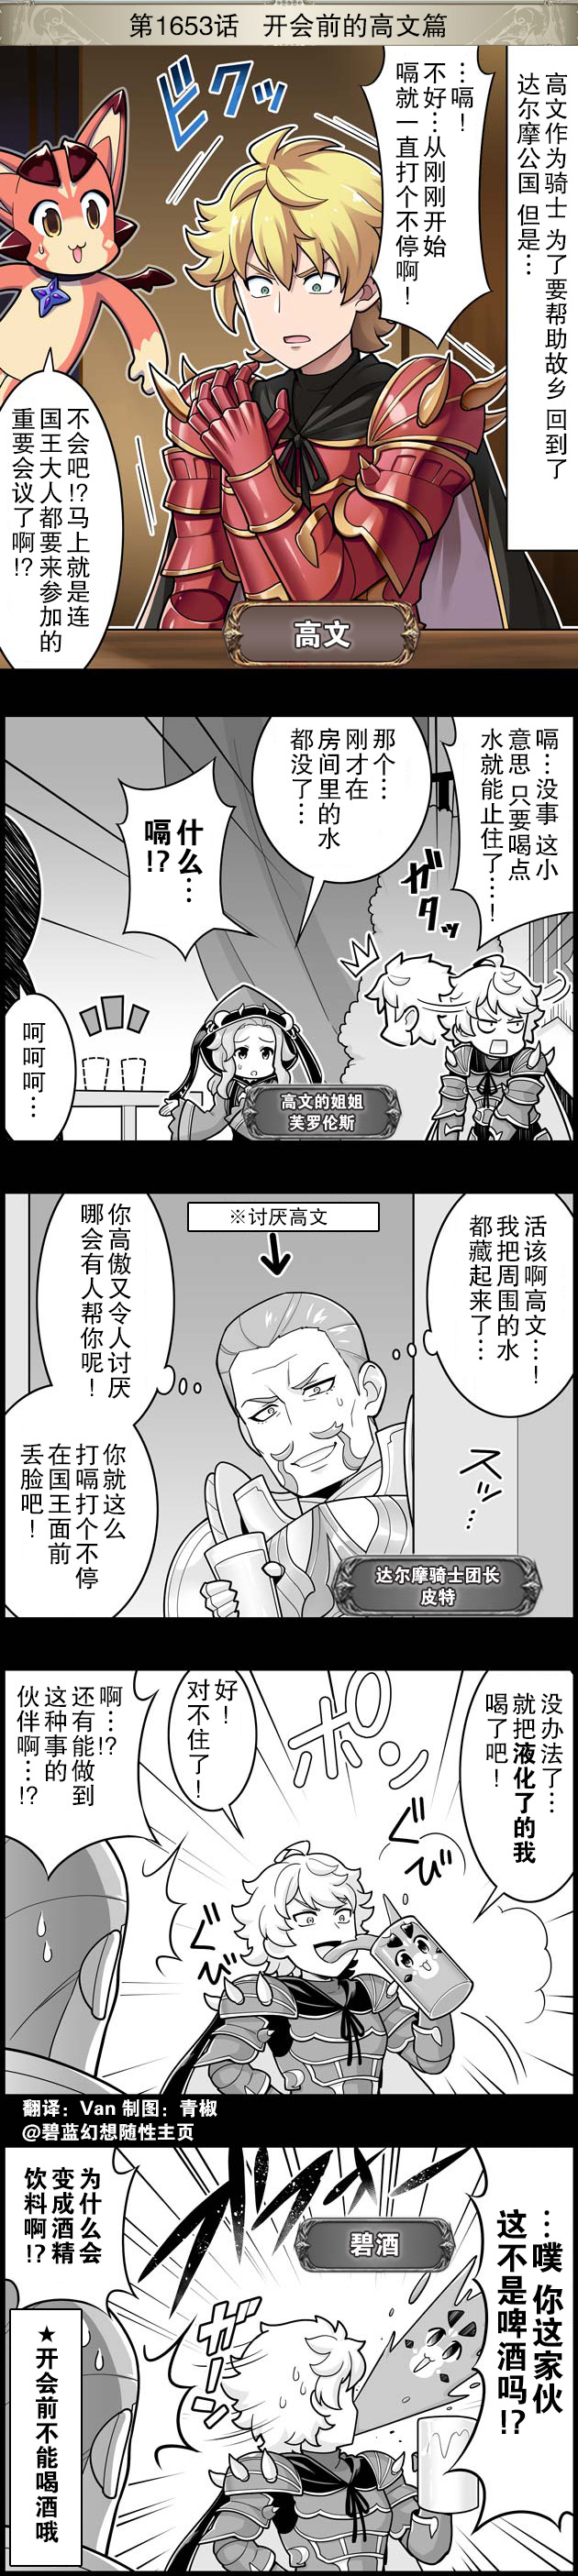 第1653话　开会前的高文篇
高文作为骑士 为了要帮助故乡 回到了
达尔摩公国 但是…
…嗝！
不好…从刚刚开始
嗝就一直打个不停啊！
ビクッ
不会吧!?马上就是连
国王大人都要来参加的
重要会议了啊!?
高文
嗝…没事 这小
意思 只要喝点
水就能止住了…！
ガタッ
那个…
刚才在
房间里的水
都没了…
什么…
嗝!?
呵呵呵…
高文的姐姐
芙罗伦斯
活该啊高文…！
我把周围的水
都藏起来了…
※讨厌高文
你高傲又令人讨厌
哪会有人帮你呢！
你就这么
打嗝打个不停
在国王面前
丢脸吧！
スッ…
达尔摩骑士团长
皮特
没办法了…
就把液化了的我
喝了吧！
ポン
好！
对不住了！
啊…!?
还有能做到
这种事的
伙伴啊…!?
ぐび
ぐび
翻译：Van 制图：青椒
@碧蓝幻想随性主页
…噗 你这家伙
这不是啤酒吗!?
碧酒
为什么会
变成酒精
饮料啊!?
ガーン
★开会前不能喝酒哦